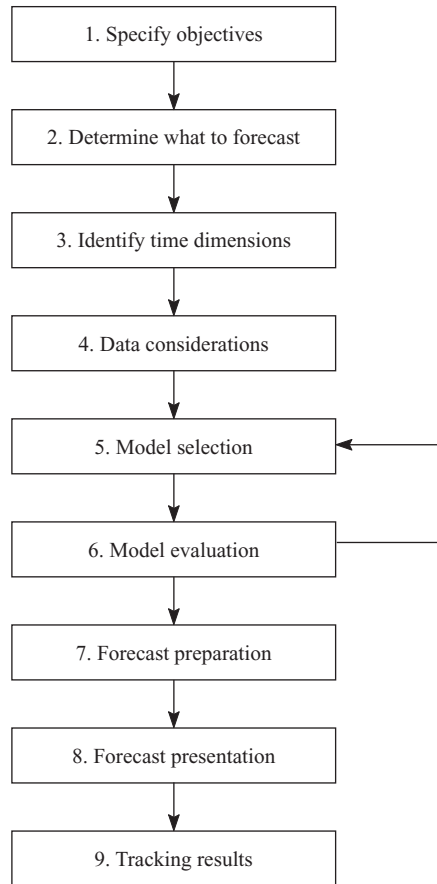 1. Specify objectives
2. Determine what to forecast
3. Identify time dimensions
4. Data considerations
5. Model selection
6. Model evaluation
7. Forecast preparation
8. Forecast presentation
9. Tracking results